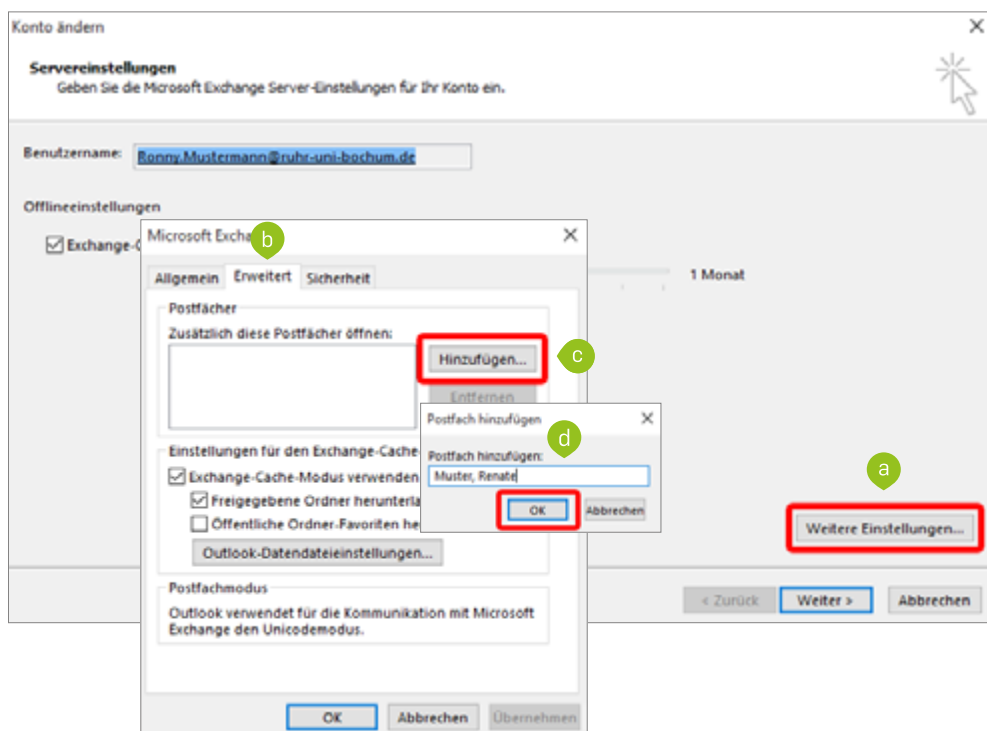 Konto ändern
Servereinstellungen
Geben Sie die Microsoft Exchange Server-Einstellungen für Ihr Konto ein.
Benutzername: Ronny.Mustermann@ruhr-uni-bochum.de
Offlineeinstellungen
Exchange-
1 Monat
Microsoft Excha
b
Allgemein Erweitert Sicherheit
Postfächer
Zusätzlich diese Postfächer öffnen:
Hinzufügen...
c
Entfernen
Postfach hinzufügen
d
Postfach hinzufügen:
Muster, Renate
OK Abbrechen
Einstellungen für den Exchange-Cache
Exchange-Cache-Modus verwenden
Freigegebene Ordner herunterla
Öffentliche Ordner-Favoriten he
Outlook-Datendateieinstellungen...
Postfachmodus
Outlook verwendet für die Kommunikation mit Microsoft
Exchange den Unicodemodus.
OK Abbrechen Übernehmen
a
Weitere Einstellungen...
< Zurück Weiter > Abbrechen